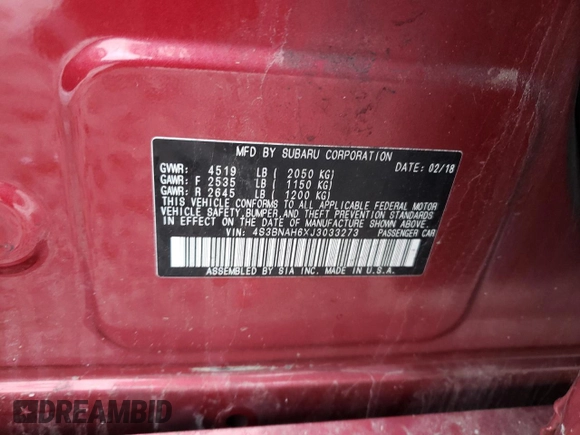 MFD BY SUBARU CORPORATION
GVWR: 4519 LB ( 2050 KG) DATE: 02/18
GAWR: F 2535 LB ( 1150 KG)
GAWR: R 2645 LB ( 1200 KG)
THIS VEHICLE CONFORMS TO ALL APPLICABLE FEDERAL MOTOR
VEHICLE SAFETY, BUMPER, AND THEFT PREVENTION STANDARDS
IN EFFECT ON THE DATE OF MANUFACTURE SHOWN ABOVE.
VIN: 4S3BNAH6XJ3033273 PASSENGER CAR
ASSEMBLED BY SIA INC. MADE IN U.S.A.
DREAMBID